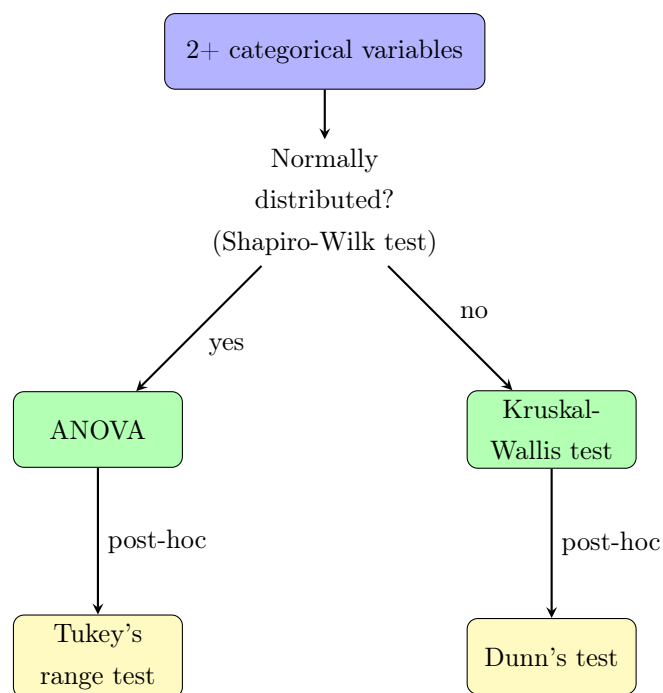 2+ categorical variables
Normally
distributed?
(Shapiro-Wilk test)
yes
no
ANOVA
Kruskal-
Wallis test
post-hoc
post-hoc
Tukey's
range test
Dunn's test